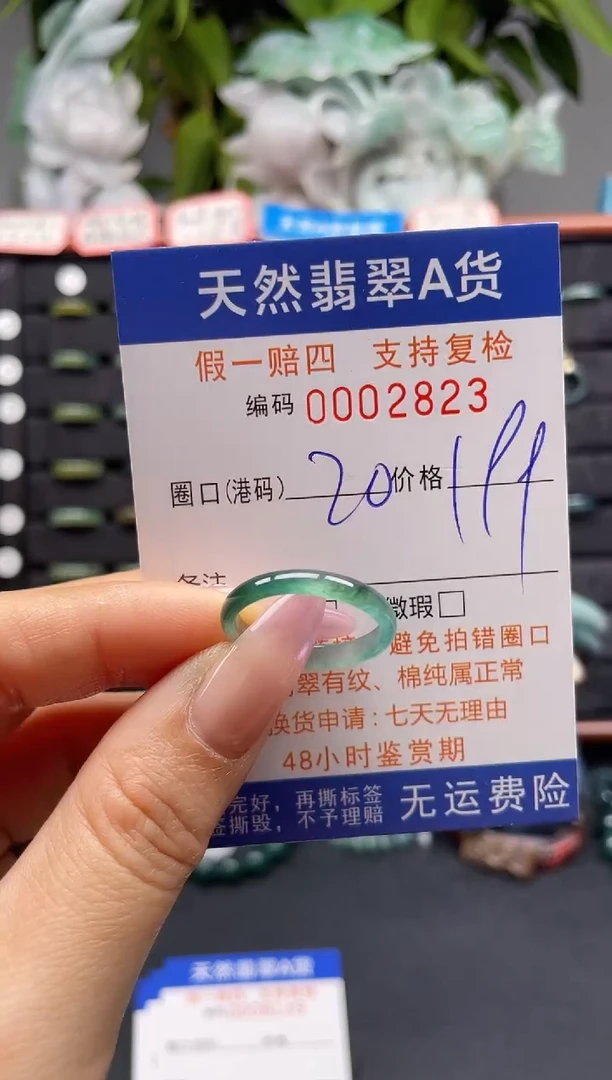 天然翡翠A货
假一赔四 支持复检
编码 0002823
圈口(港码) 20 价格 199
备注
微瑕□
避免拍错圈口
翠有纹、棉纯属正常
换货申请：七天无理由
48小时鉴赏期
完好，再撕标签
签撕毁，不予理赔
无运费险
天然翡翠A货